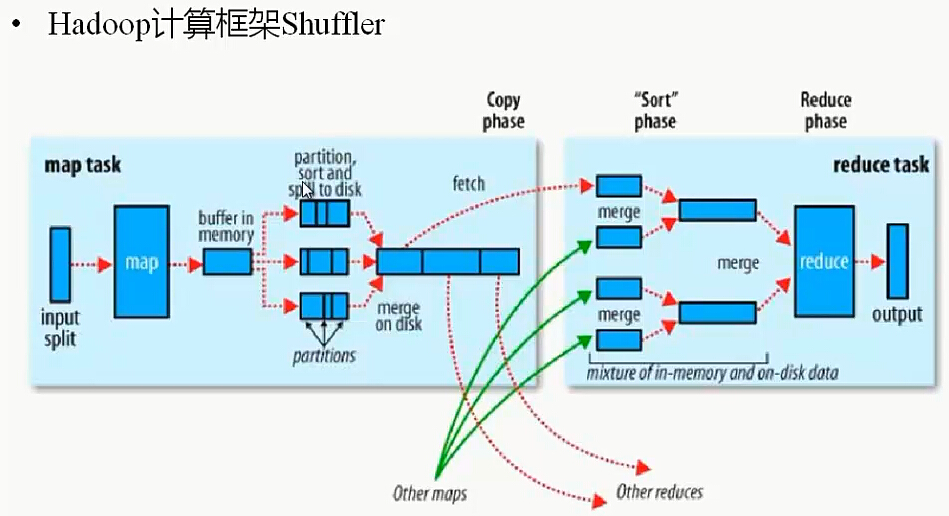 • Hadoop计算框架Shuffler
Copy
phase
"Sort"
phase
Reduce
phase
map task
partition,
sort and
spill to disk
fetch
reduce task
buffer in
memory
merge
map
merge
reduce
input
split
merge
on disk
merge
output
partitions
mixture of in-memory and on-disk data
Other maps
Other reduces